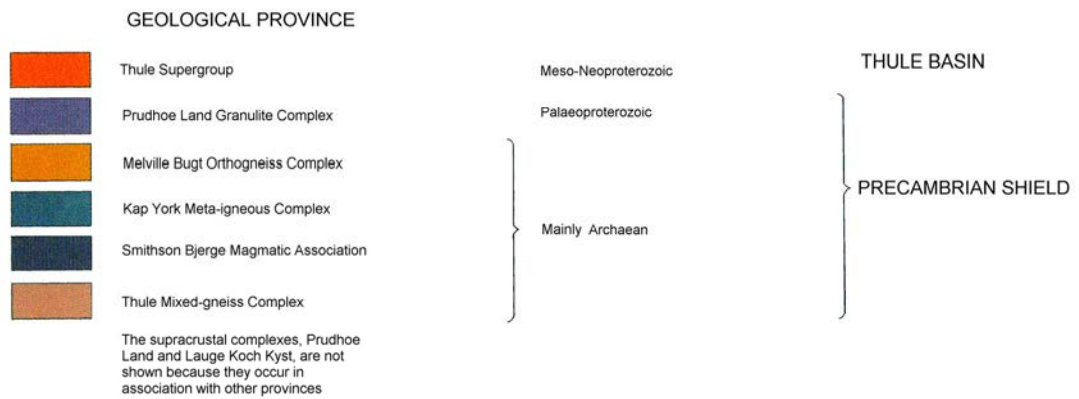 GEOLOGICAL PROVINCE
Thule Supergroup
Meso-Neoproterozoic
THULE BASIN
Prudhoe Land Granulite Complex
Palaeoproterozoic
Melville Bugt Orthogneiss Complex
PRECAMBRIAN SHIELD
Kap York Meta-igneous Complex
Mainly Archaean
Smithson Bjerge Magmatic Association
Thule Mixed-gneiss Complex
The supracrustal complexes, Prudhoe
Land and Lauge Koch Kyst, are not
shown because they occur in
association with other provinces